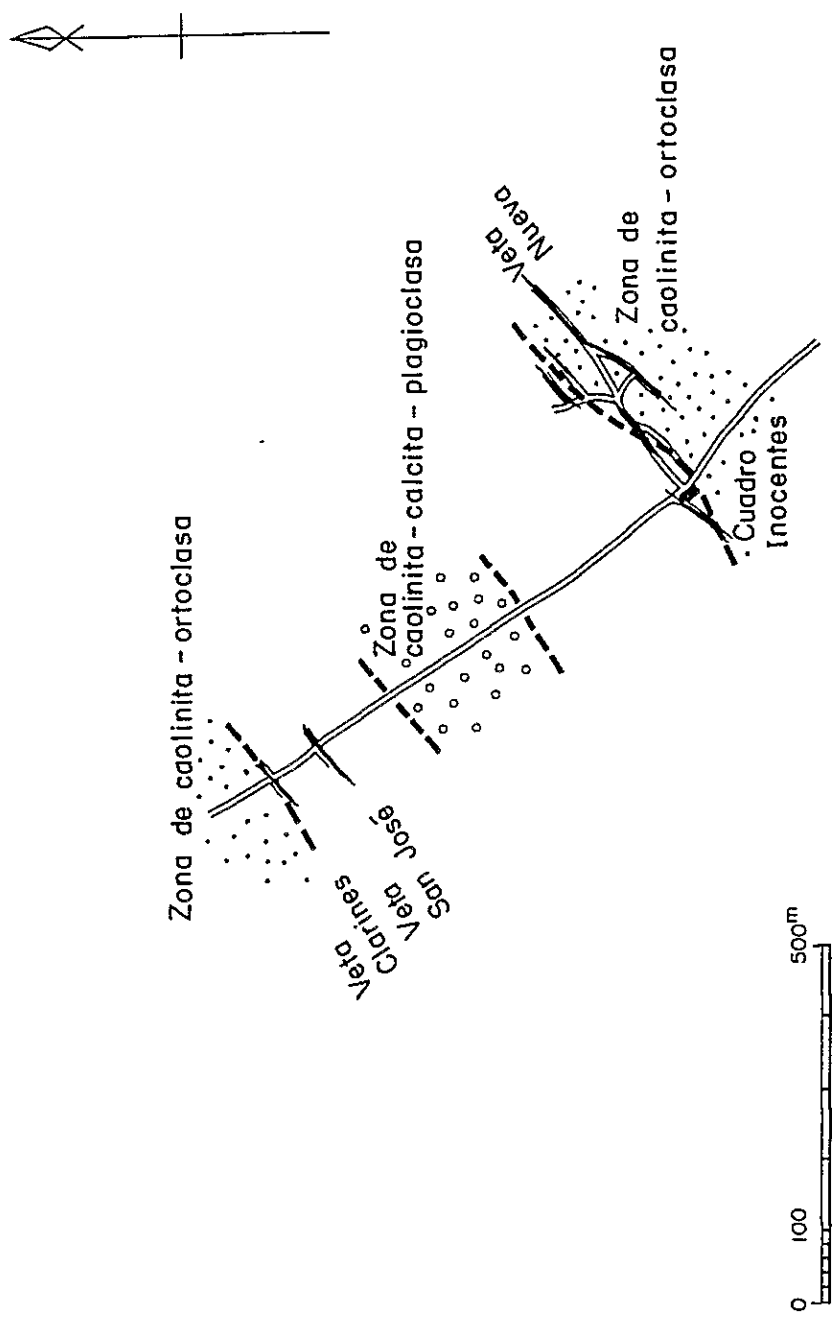 Zona de caolinita - ortoclasa
Veta
Clarines
Veta
San José
Zona de
caolinita - calcita - plagioclasa
Veta
Nueva
Zona de
caolinita - ortoclasa
Cuadro
Inocentes
0 100 500m